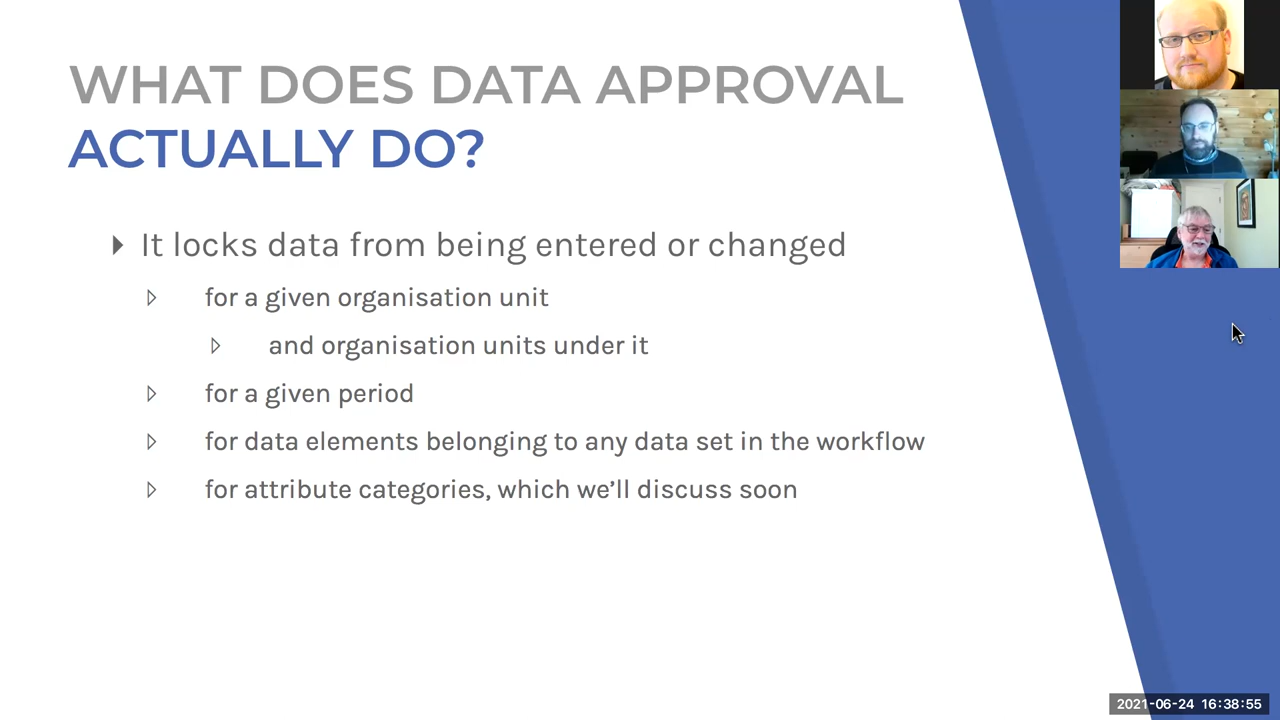 WHAT DOES DATA APPROVAL
ACTUALLY DO?
It locks data from being entered or changed
for a given organisation unit
and organisation units under it
for a given period
for data elements belonging to any data set in the workflow
for attribute categories, which we'll discuss soon
2021-06-24 16:38:55